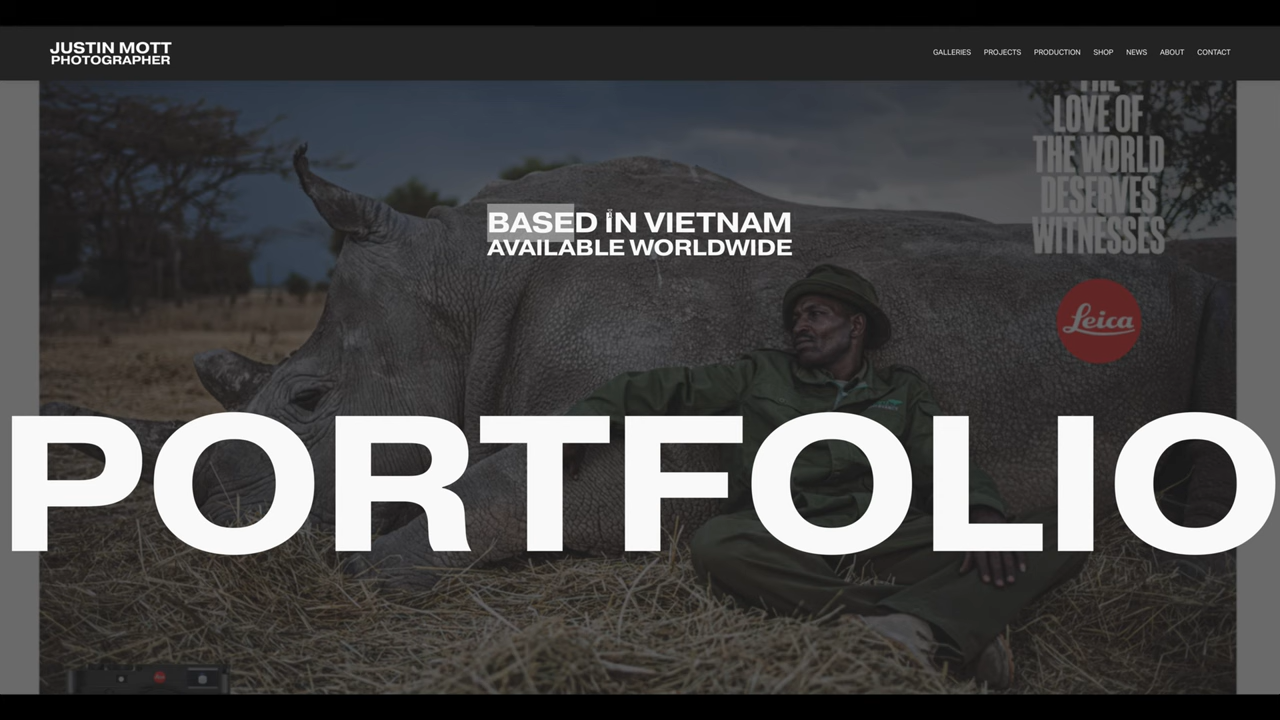 JUSTIN MOTT
PHOTOGRAPHER
GALLERIES PROJECTS PRODUCTION SHOP NEWS ABOUT CONTACT
THE
LOVE OF
THE WORLD
DESERVES
WITNESSES
BASED IN VIETNAM
AVAILABLE WORLDWIDE
Leica
PORTFOLIO